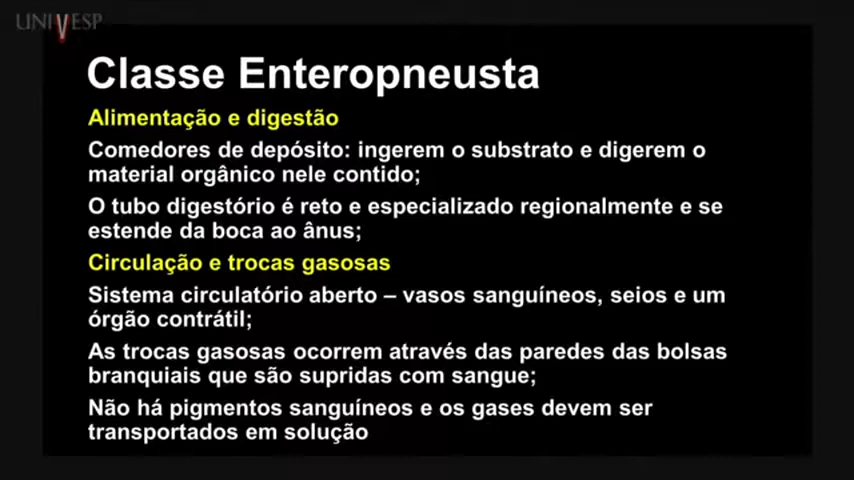 UNIVESP
Classe Enteropneusta
Alimentação e digestão
Comedores de depósito: ingerem o substrato e digerem o
material orgânico nele contido;
O tubo digestório é reto e especializado regionalmente e se
estende da boca ao ânus;
Circulação e trocas gasosas
Sistema circulatório aberto – vasos sanguíneos, seios e um
órgão contrátil;
As trocas gasosas ocorrem através das paredes das bolsas
branquiais que são supridas com sangue;
Não há pigmentos sanguíneos e os gases devem ser
transportados em solução